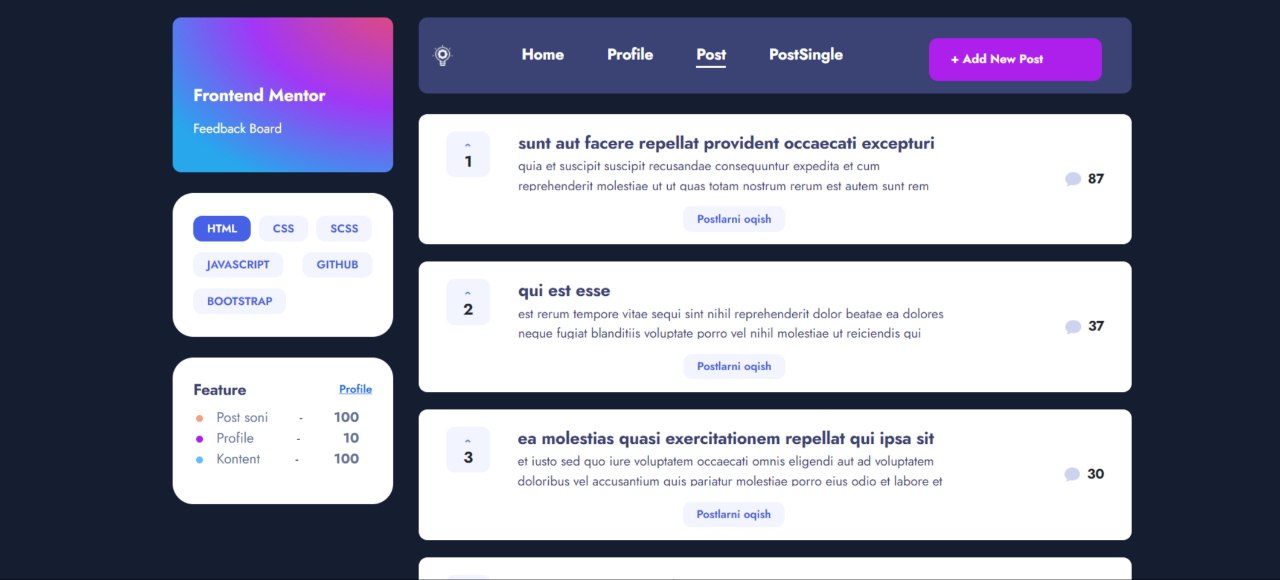 Frontend Mentor
Feedback Board
HTML CSS SCSS
JAVASCRIPT GITHUB
BOOTSTRAP
Feature Profile
Post soni - 100
Profile - 10
Kontent - 100
Home Profile Post PostSingle + Add New Post
1
sunt aut facere repellat provident occaecati excepturi
quia et suscipit suscipit recusandae consequuntur expedita et cum
reprehenderit molestiae ut ut quas totam nostrum rerum est autem sunt rem
87
Postlarni oqish
2
qui est esse
est rerum tempore vitae sequi sint nihil reprehenderit dolor beatae ea dolores
neque fugiat blanditiis voluptate porro vel nihil molestiae ut reiciendis qui
37
Postlarni oqish
3
ea molestias quasi exercitationem repellat qui ipsa sit
et iusto sed quo iure voluptatem occaecati omnis eligendi aut ad voluptatem
doloribus vel accusantium quis pariatur molestiae porro eius odio et labore et
30
Postlarni oqish